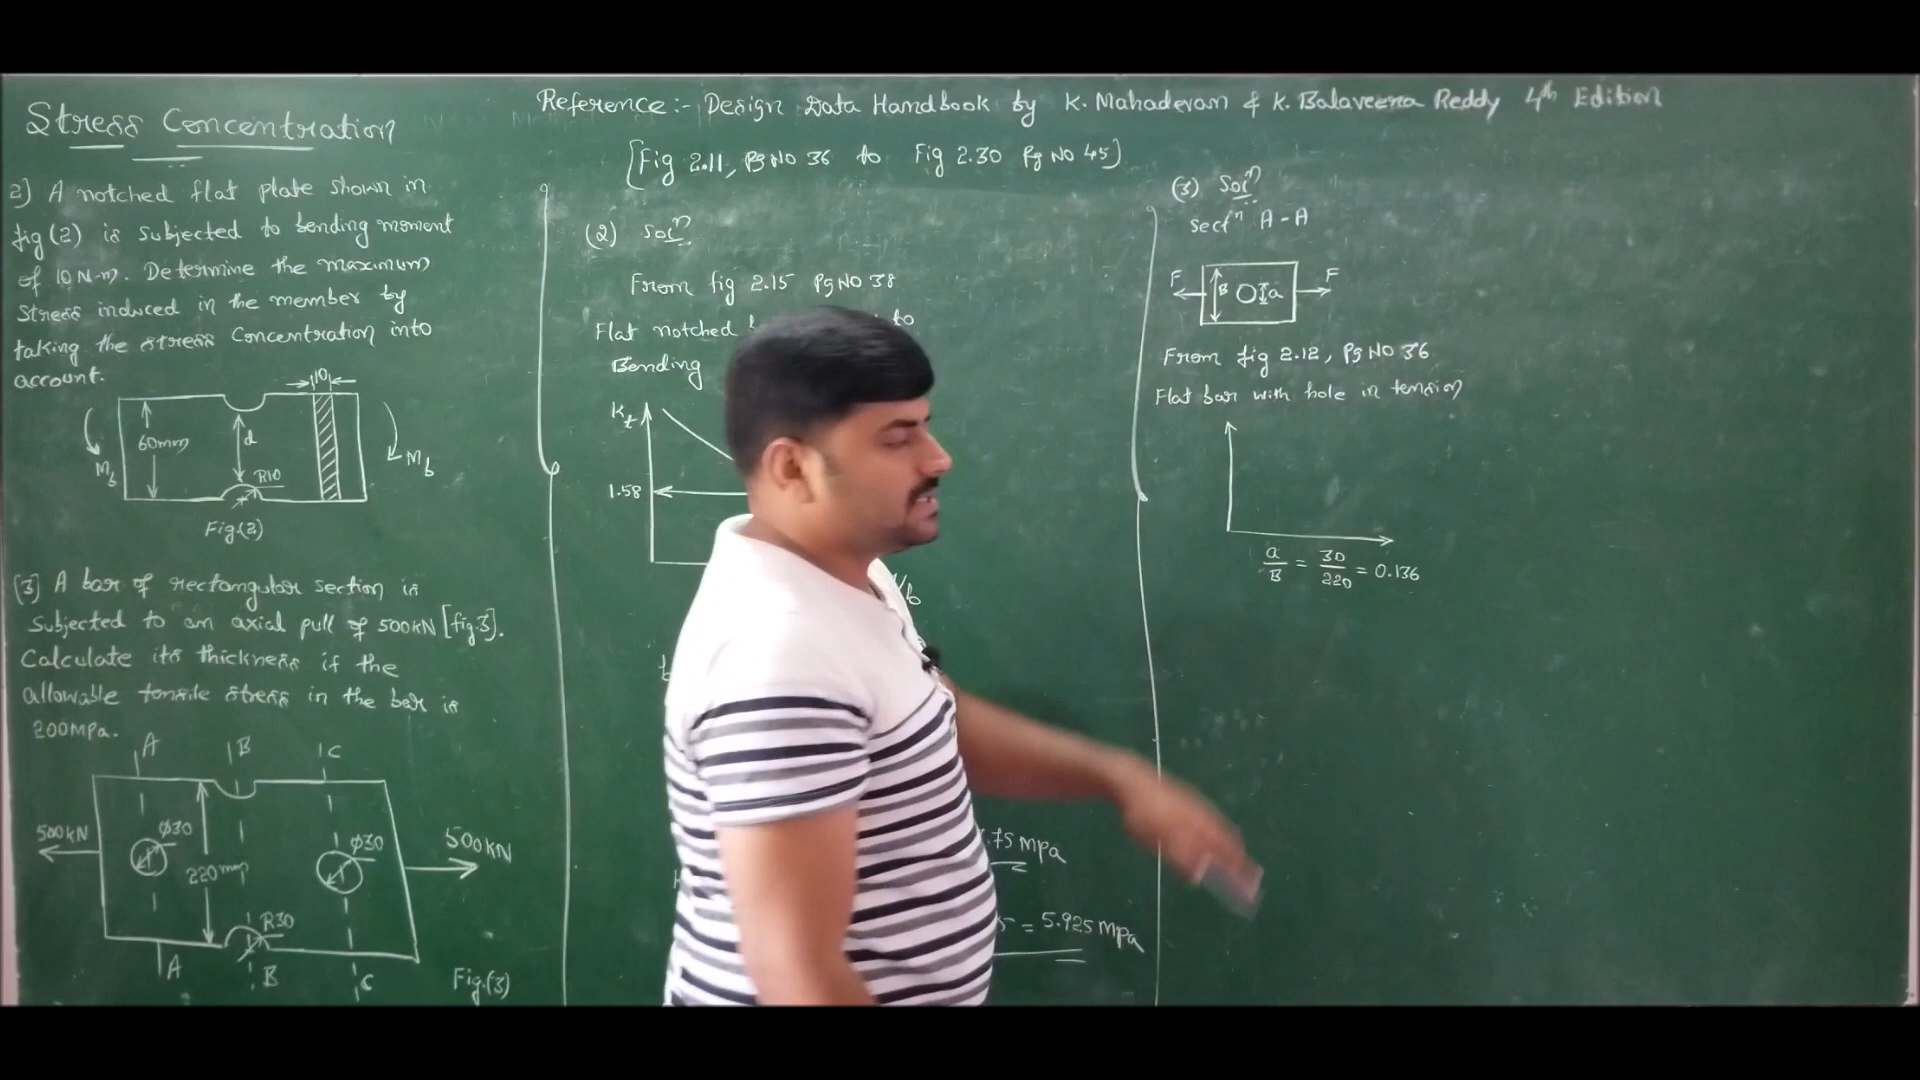 Stress Concentration
Reference:- Design Data Handbook by K. Mahadevan & K. Balaveera Reddy 4th Edition
[Fig 2.11, Pg NO 36 to Fig 2.30 Pg NO 45]
2) A notched flat plate shown in
fig (2) is subjected to bending moment
of 10 N-m. Determine the maximum
stress induced in the member by
taking the stress Concentration into
account.
10
60mm
d
R10
Mb
Mb
Fig(2)
(3) A bar of rectangular section is
subjected to an axial pull of 500KN [fig.3].
Calculate its thickness if the
allowable tensile stress in the bar is
200MPa.
A
B
C
500KN
Φ30
220mm
Φ30
500KN
R30
A
B
C
Fig.(3)
(2) Solⁿ
From fig 2.15 Pg NO 38
Flat notched to
Bending
Kt
1.58
/b
.75 mpa
= 5.925 mpa
(3) Solⁿ
Sectⁿ A-A
F
B
a
F
From fig 2.12, Pg NO 36
Flat bar with hole in tension
a/B = 30/220 = 0.136